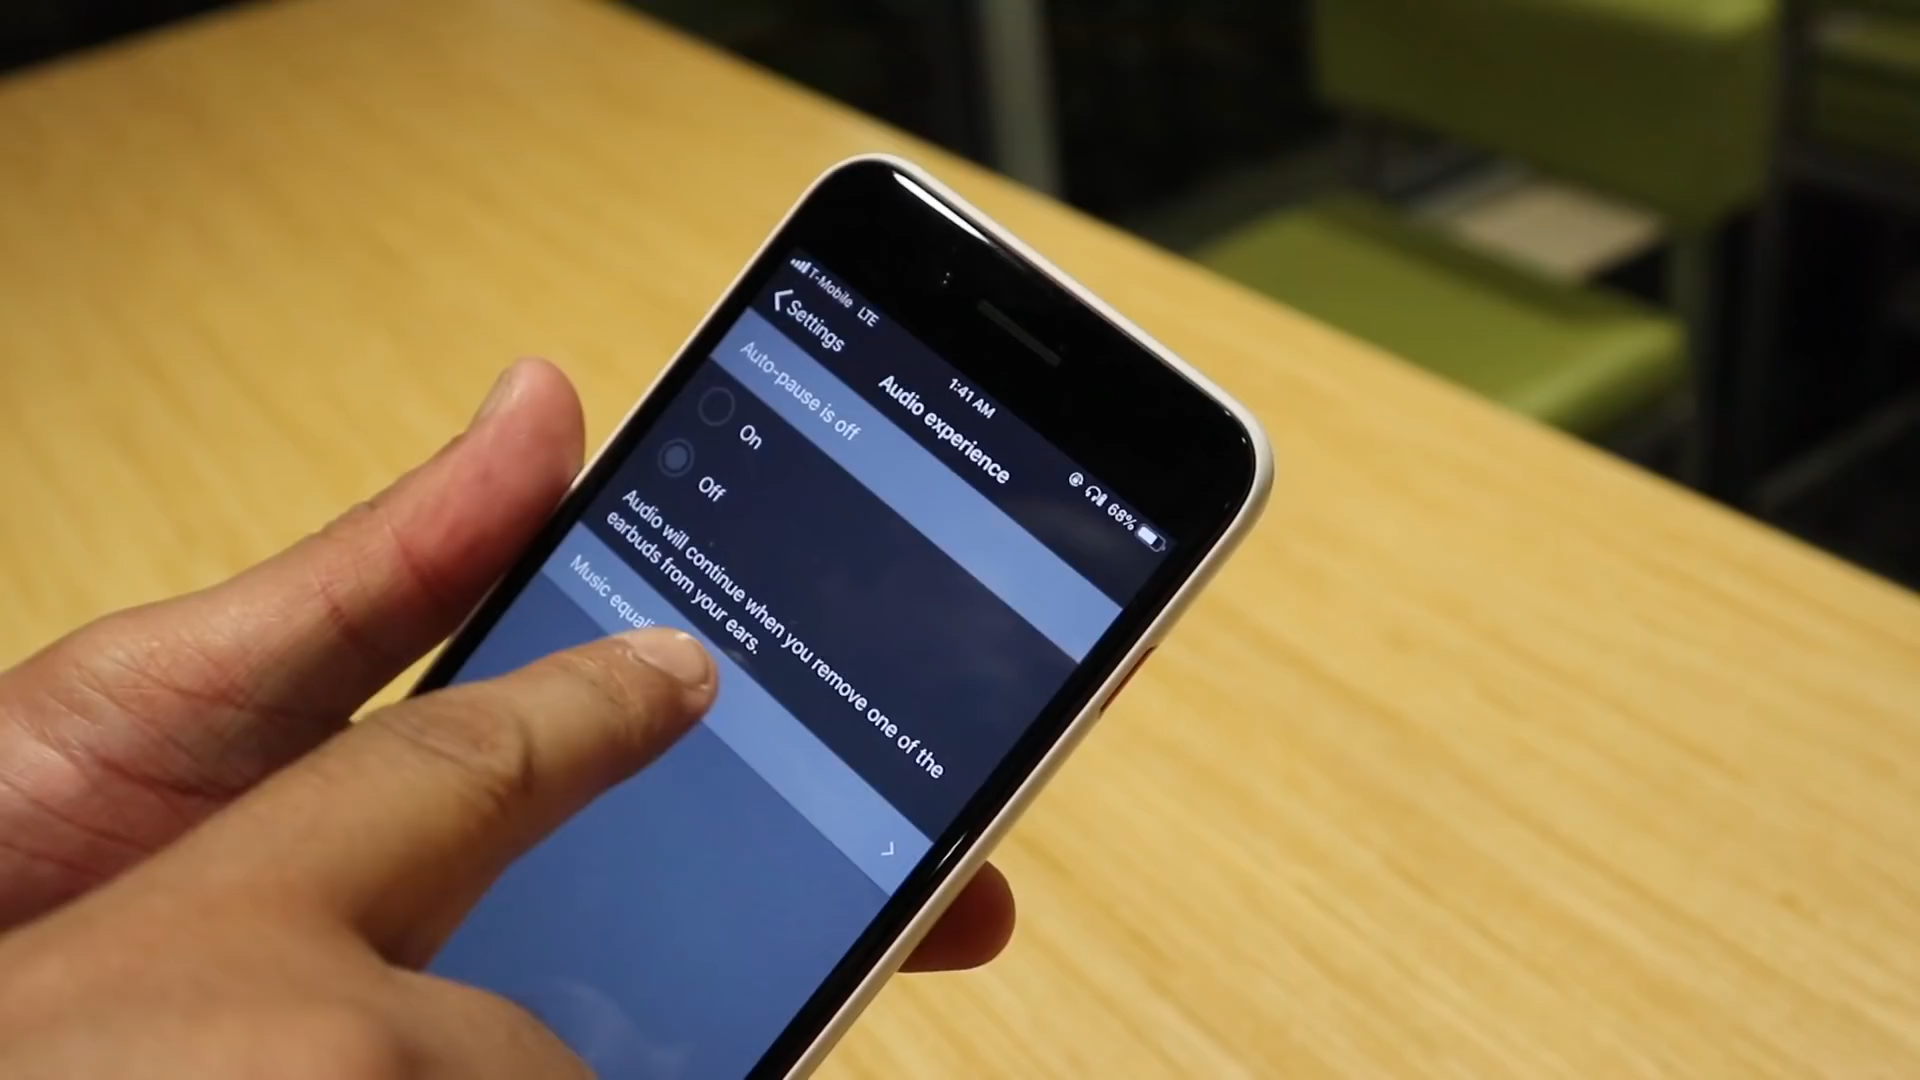 T-Mobile LTE
1:41 AM
68%
Settings
Audio experience
Auto-pause is off
On
Off
Audio will continue when you remove one of the
earbuds from your ears.
Music